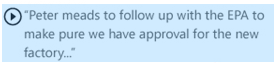 "Peter meads to follow up with the EPA to
make pure we have approval for the new
factory..."